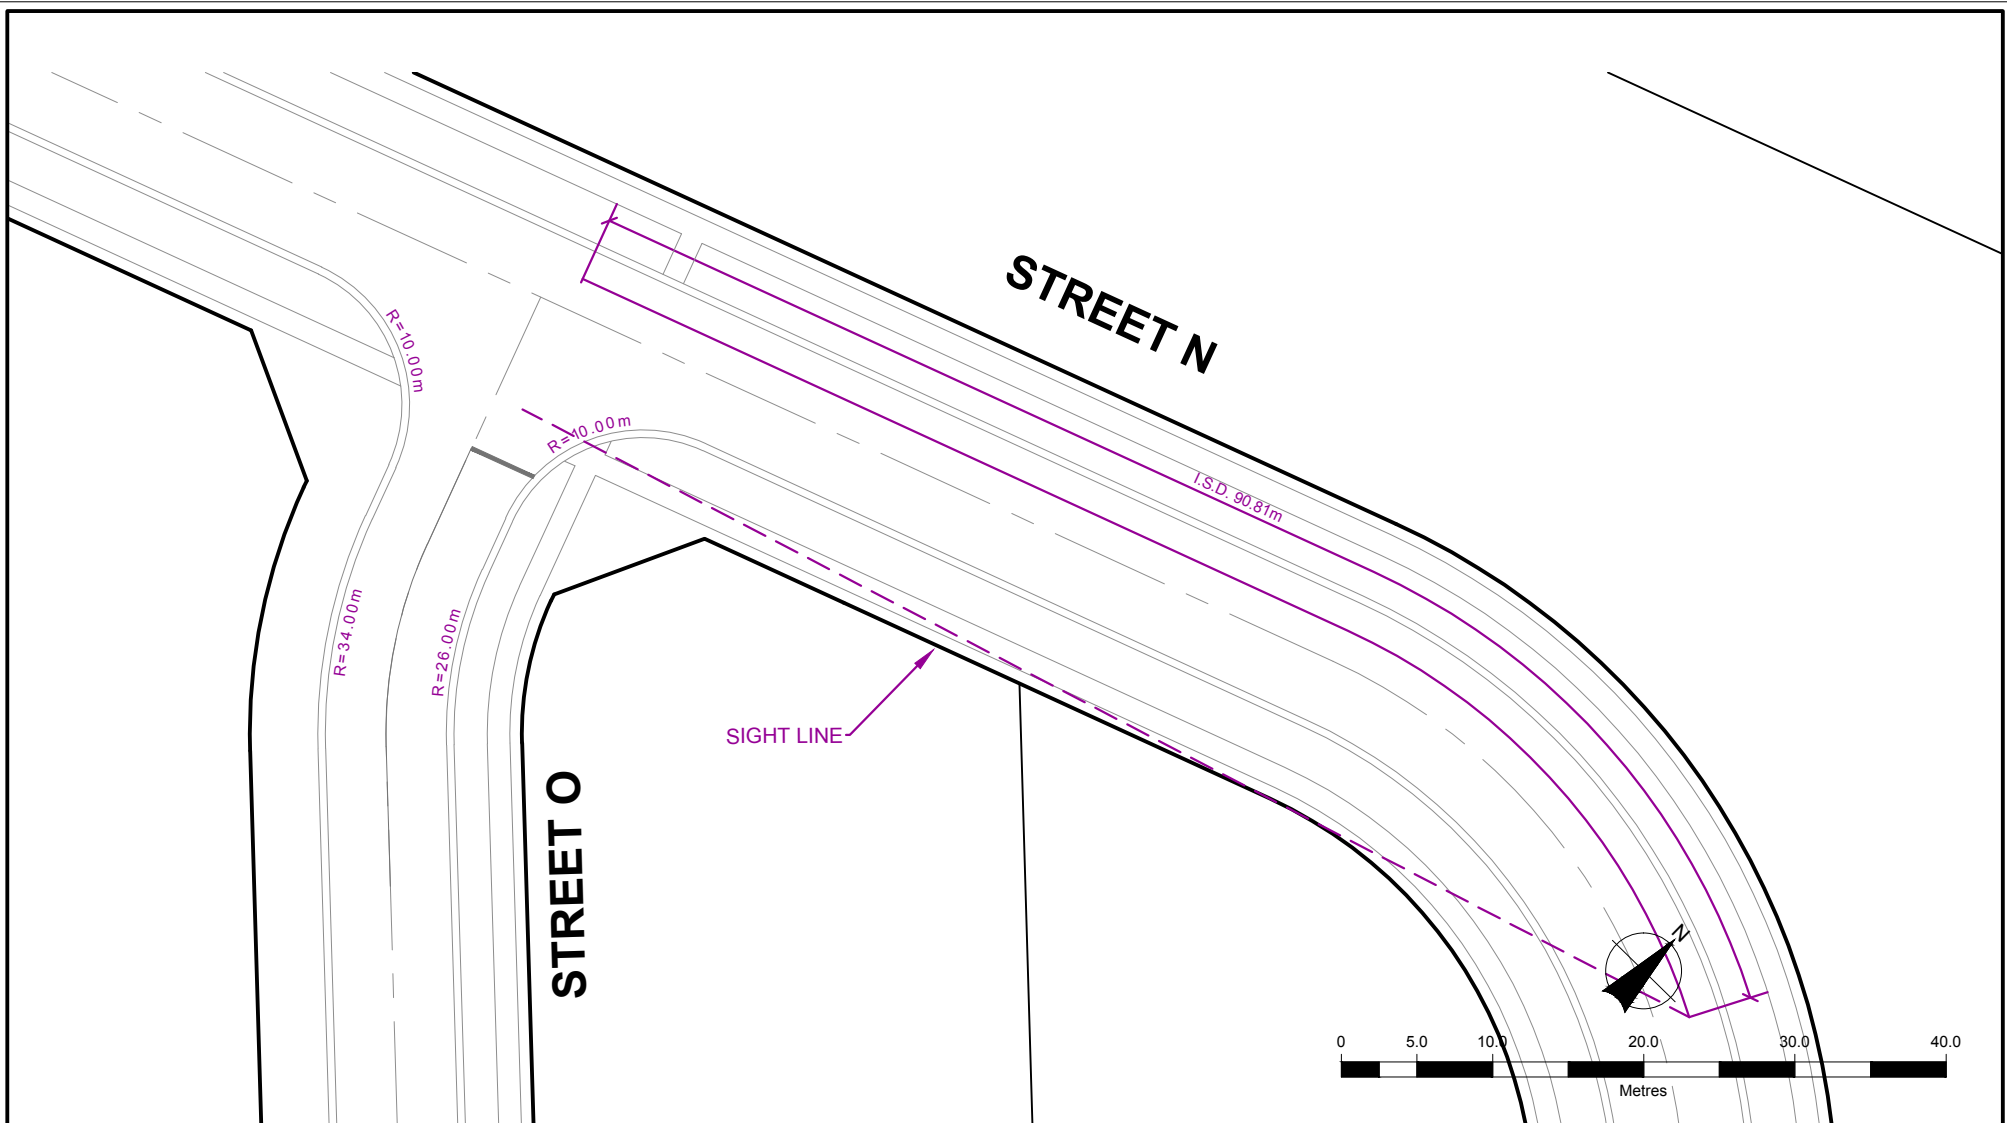 STREET N
R=10.00m
R=10.00m
I.S.D. 90.81m
R=34.00m
R=26.00m
SIGHT LINE
STREET O
N
0 5.0 10.0 20.0 30.0 40.0
Metres